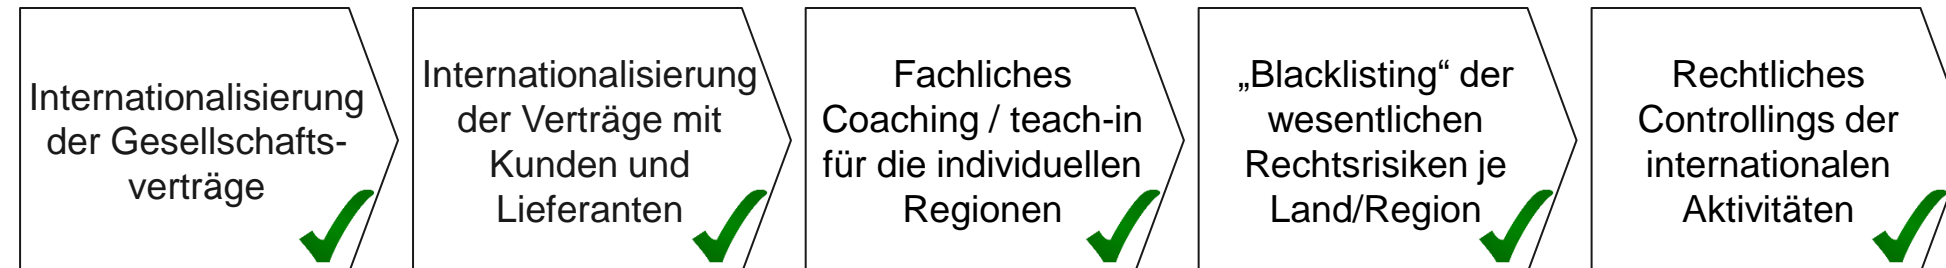 Internationalisierung
der Gesellschafts-
verträge
Internationalisierung
der Verträge mit
Kunden und
Lieferanten
Fachliches
Coaching / teach-in
für die individuellen
Regionen
„Blacklisting“ der
wesentlichen
Rechtsrisiken je
Land/Region
Rechtliches
Controllings der
internationalen
Aktivitäten